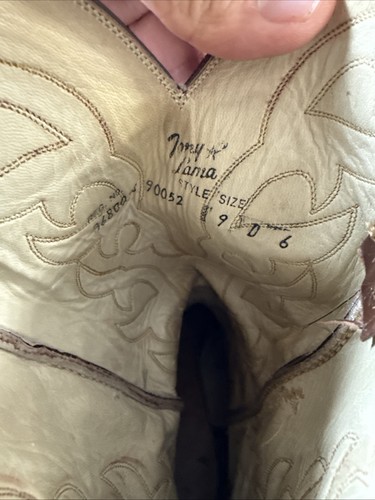 Tony
Lama
STYLE SIZE
90052 9 D 6